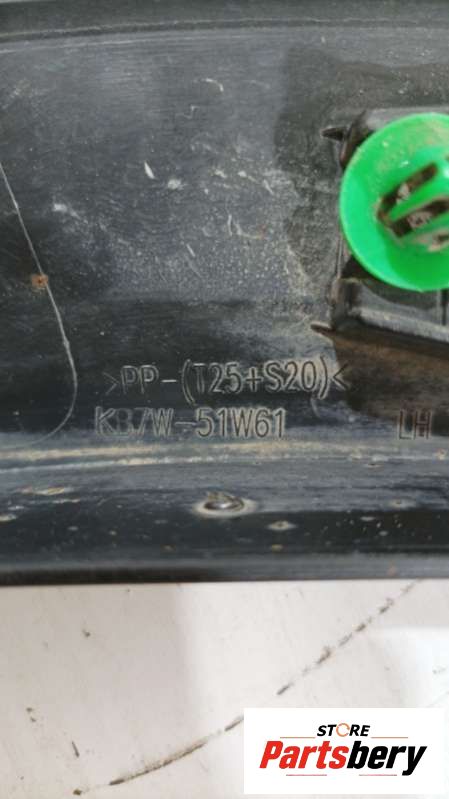 >PP-(T25+S20)<
KB7W-51W61 LH
STORE
Partsbery